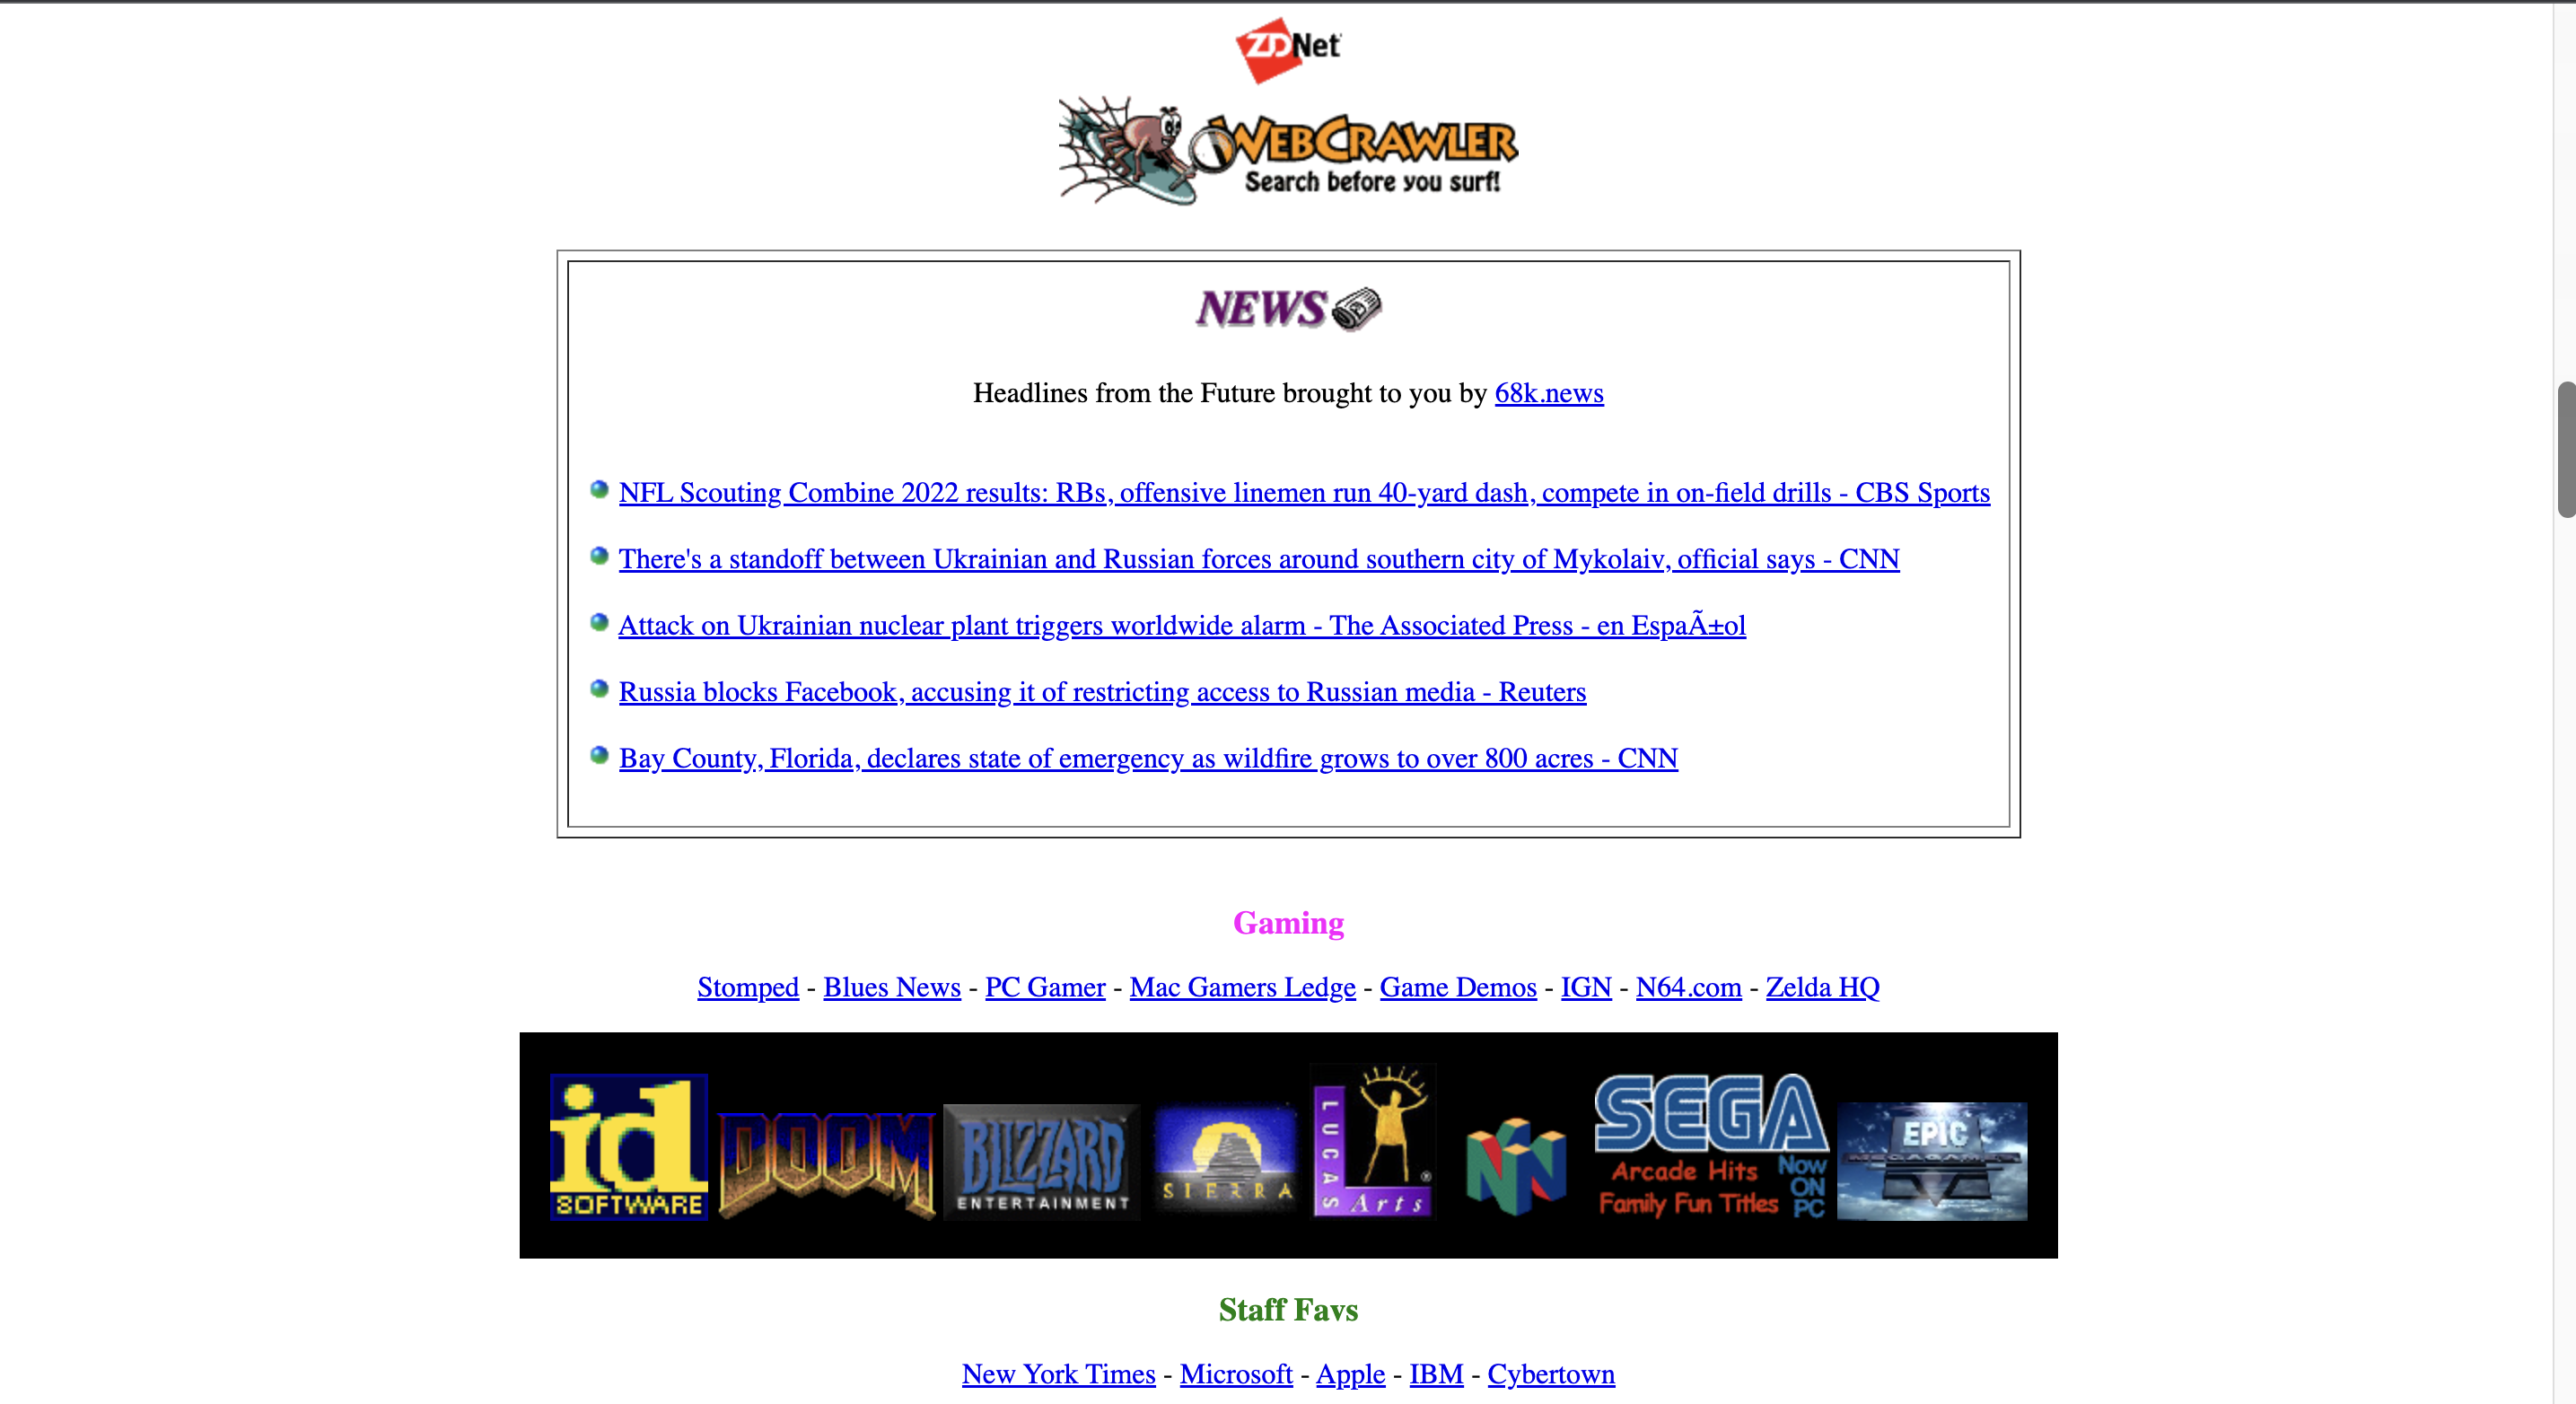 ZDNet
WEBCRAWLER
Search before you surf!
NEWS
Headlines from the Future brought to you by 68k.news
NFL Scouting Combine 2022 results: RBs, offensive linemen run 40-yard dash, compete in on-field drills - CBS Sports
There's a standoff between Ukrainian and Russian forces around southern city of Mykolaiv, official says - CNN
Attack on Ukrainian nuclear plant triggers worldwide alarm - The Associated Press - en EspaÃ±ol
Russia blocks Facebook, accusing it of restricting access to Russian media - Reuters
Bay County, Florida, declares state of emergency as wildfire grows to over 800 acres - CNN
Gaming
Stomped - Blues News - PC Gamer - Mac Gamers Ledge - Game Demos - IGN - N64.com - Zelda HQ
id
SOFTWARE
DOOM
BLIZZARD
ENTERTAINMENT
SIERRA
LUCAS
Arts ®
SEGA
Arcade Hits
Family Fun Titles
Now
ON
PC
EPIC
MEGAGAMES
Staff Favs
New York Times - Microsoft - Apple - IBM - Cybertown